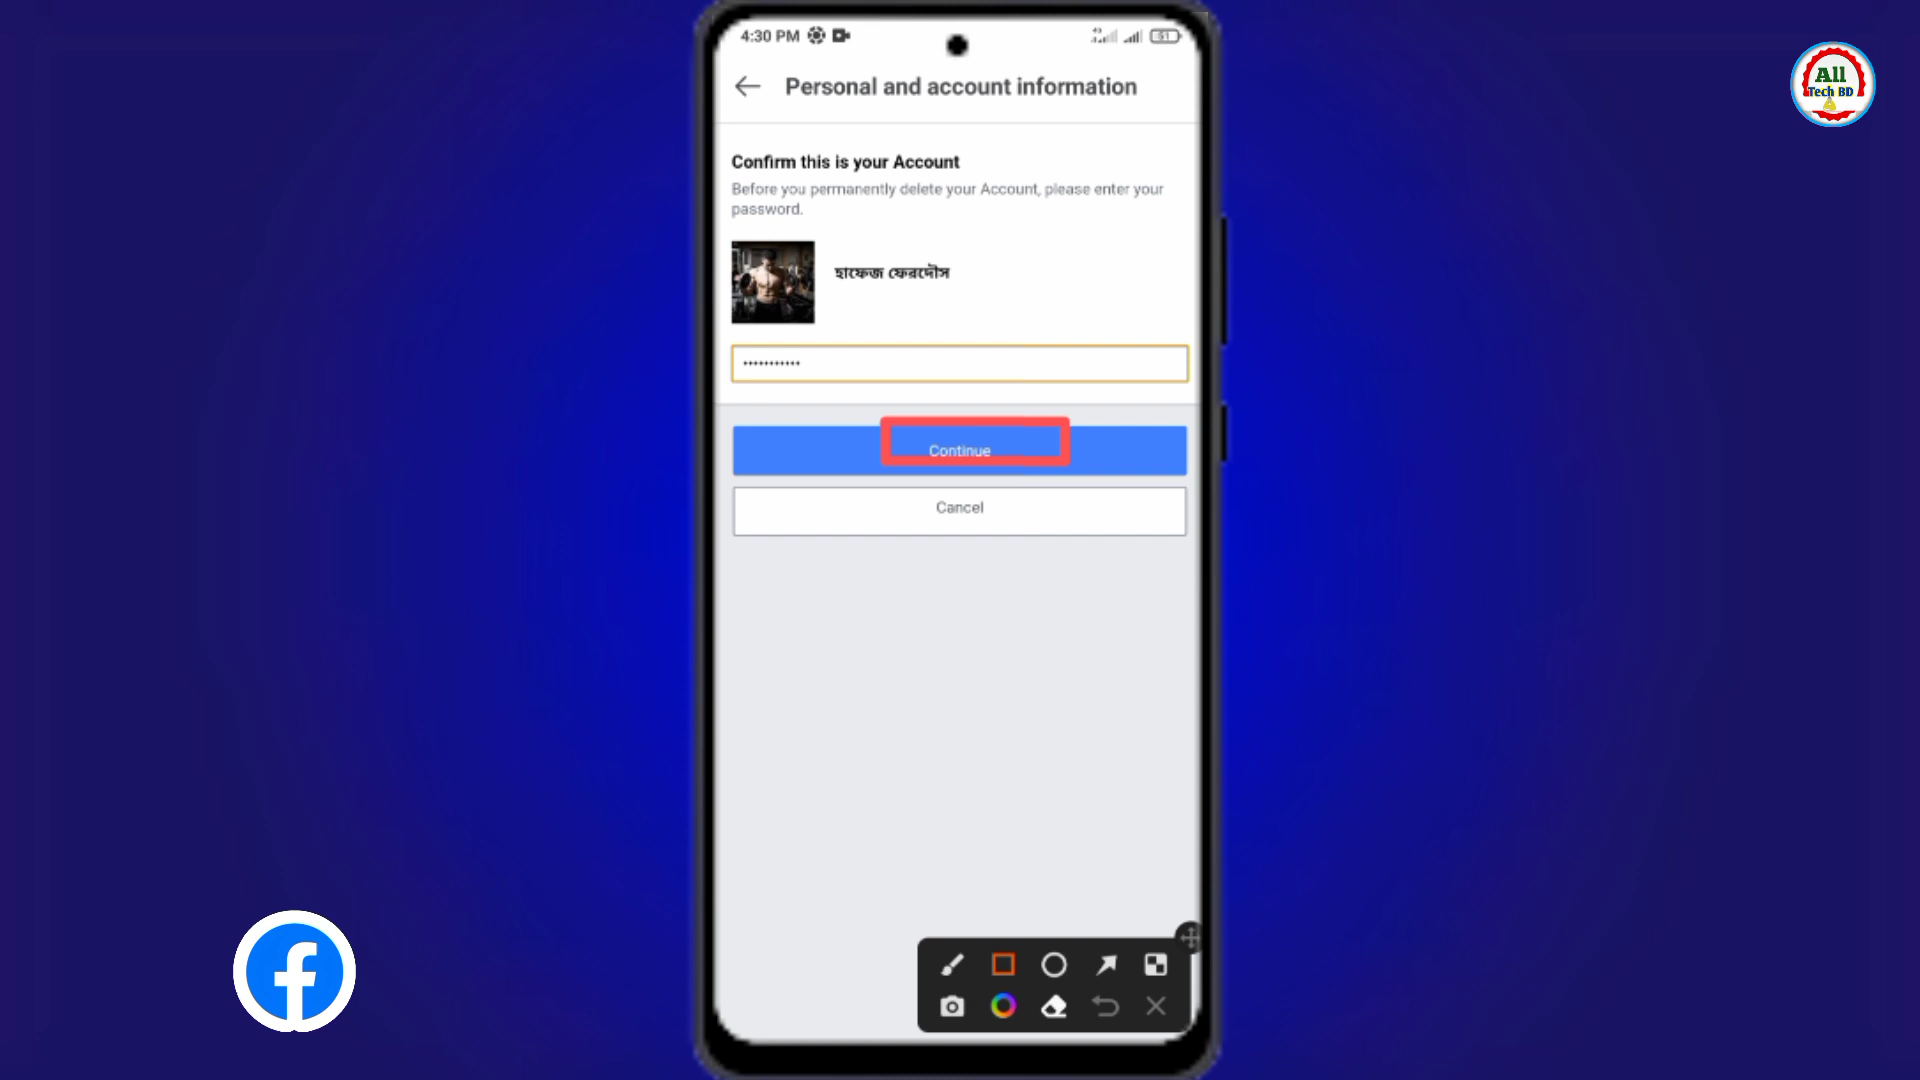 4:30 PM
51
Personal and account information
Confirm this is your Account
Before you permanently delete your Account, please enter your
password.
হাফেজ ফেরদৌস
•••••••••••
Continue
Cancel
All
Tech BD